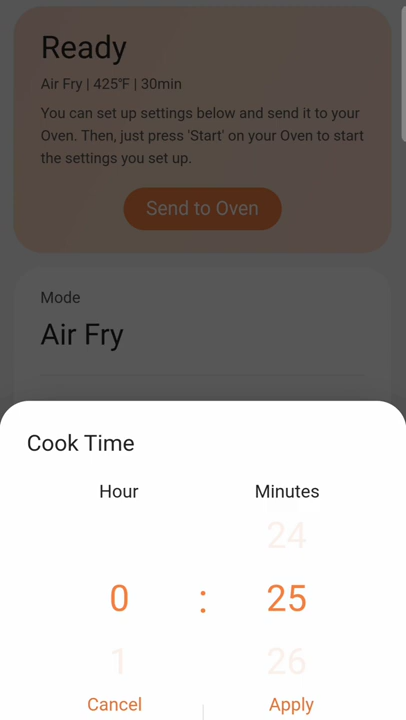 Ready
Air Fry | 425℉ | 30min
You can set up settings below and send it to your
Oven. Then, just press 'Start' on your Oven to start
the settings you set up.
Send to Oven
Mode
Air Fry
Cook Time
Hour Minutes
24
0 : 25
1 26
Cancel Apply